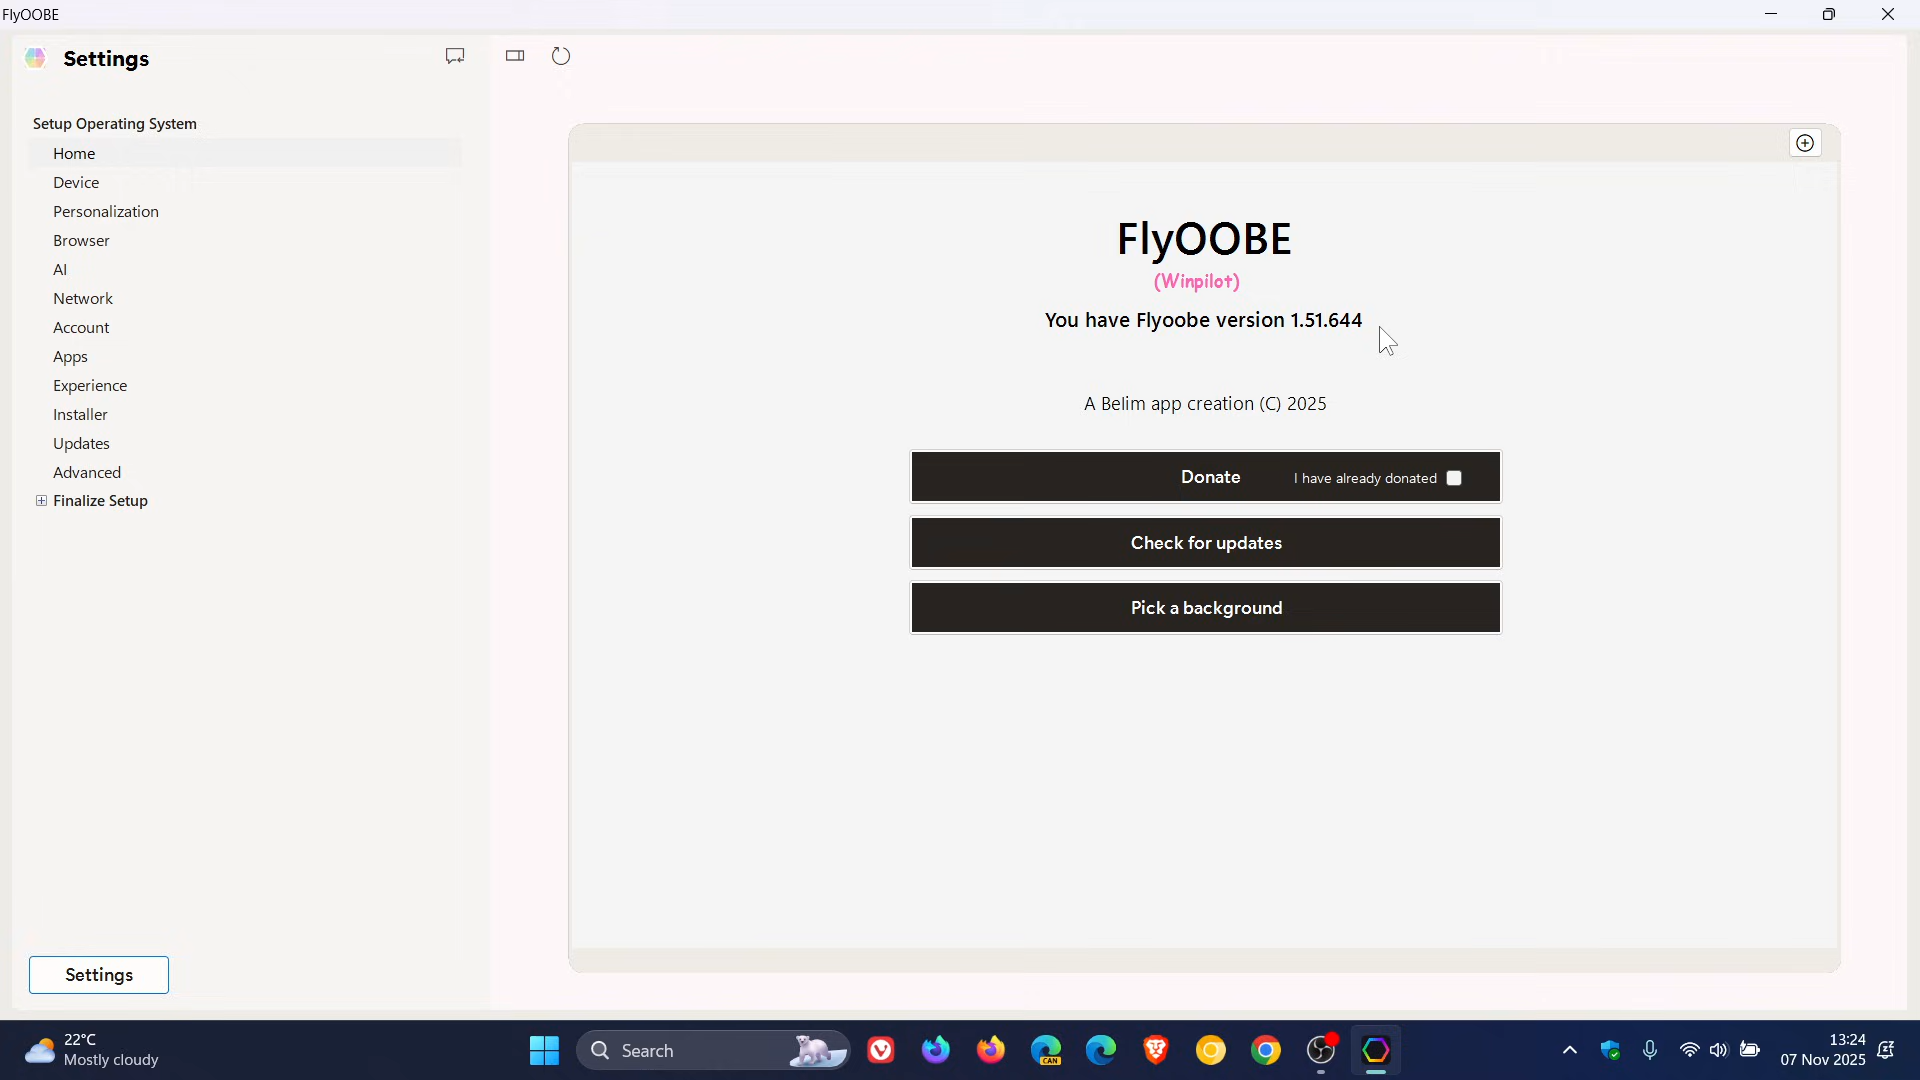 FlyOOBE
Settings
Setup Operating System
Home
Device
Personalization
Browser
AI
Network
Account
Apps
Experience
Installer
Updates
Advanced
Finalize Setup
Settings
FlyOOBE
(Winpilot)
You have Flyoobe version 1.51.644
A Belim app creation (C) 2025
Donate I have already donated
Check for updates
Pick a background
22°C
Mostly cloudy
Search
CAN
13:24
07 Nov 2025